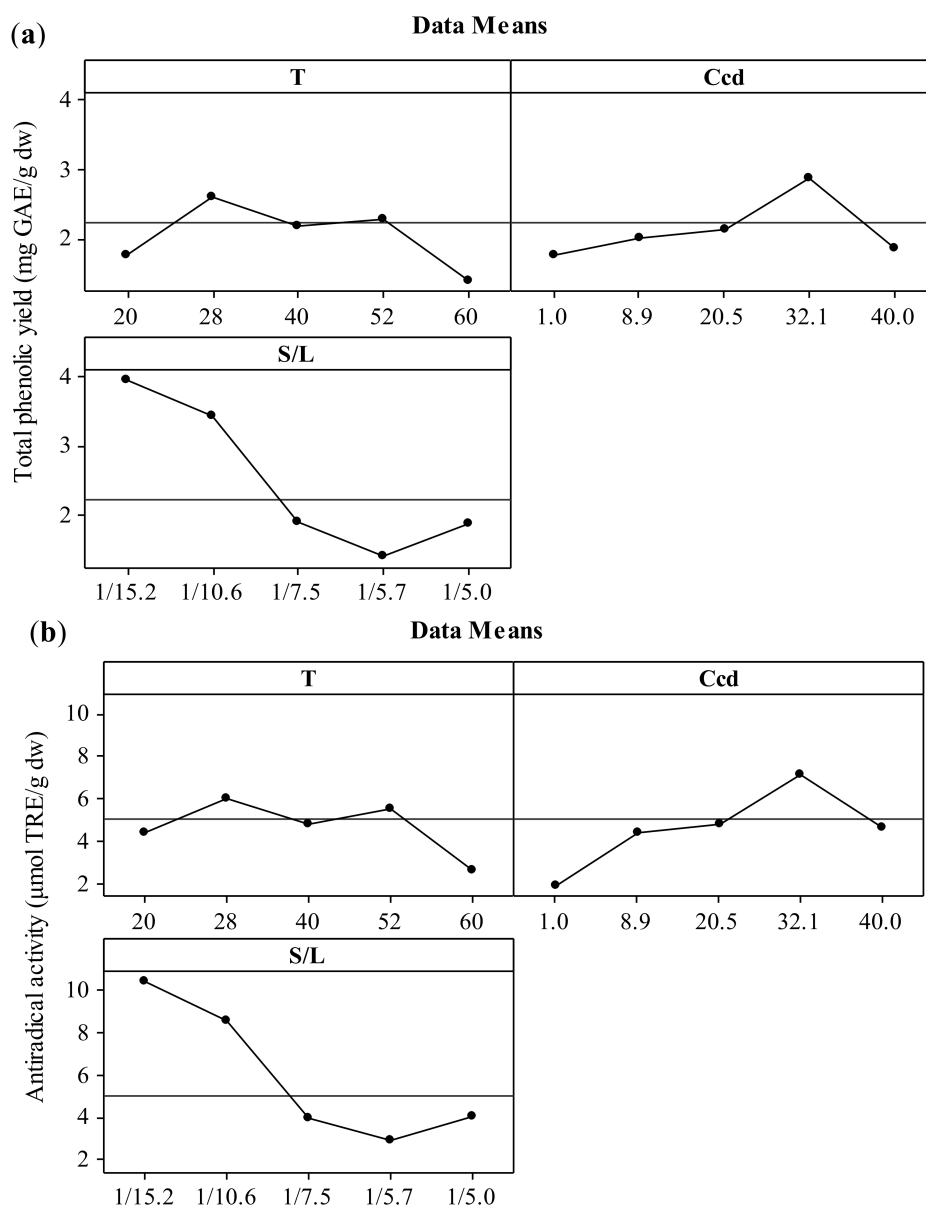 (a)
Data Means
T
Ccd
Total phenolic yield (mg GAE/g dw)
4
3
2
20 28 40 52 60
1.0 8.9 20.5 32.1 40.0
S/L
4
3
2
1/15.2 1/10.6 1/7.5 1/5.7 1/5.0
(b)
Data Means
T
Ccd
Antiradical activity (μmol TRE/g dw)
10
8
6
4
2
20 28 40 52 60
1.0 8.9 20.5 32.1 40.0
S/L
10
8
6
4
2
1/15.2 1/10.6 1/7.5 1/5.7 1/5.0